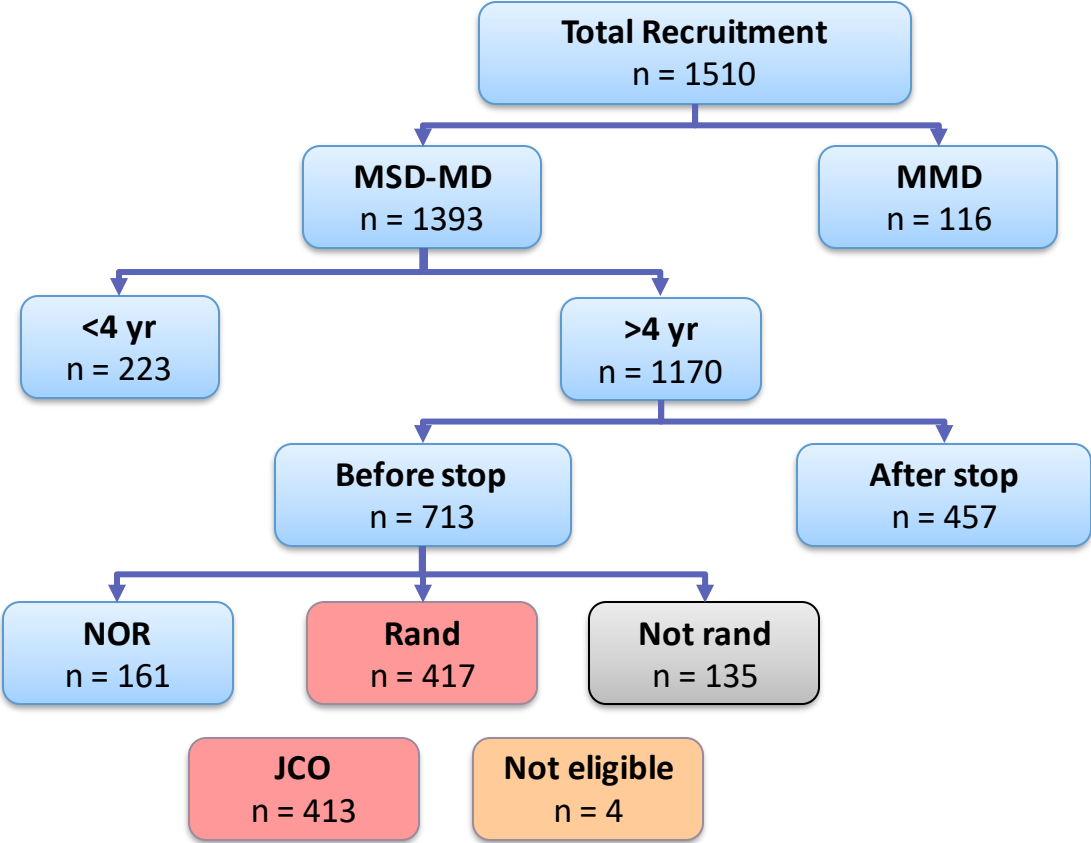 Total Recruitment
n = 1510
MSD-MD
n = 1393
MMD
n = 116
<4 yr
n = 223
>4 yr
n = 1170
Before stop
n = 713
After stop
n = 457
NOR
n = 161
Rand
n = 417
Not rand
n = 135
JCO
n = 413
Not eligible
n = 4